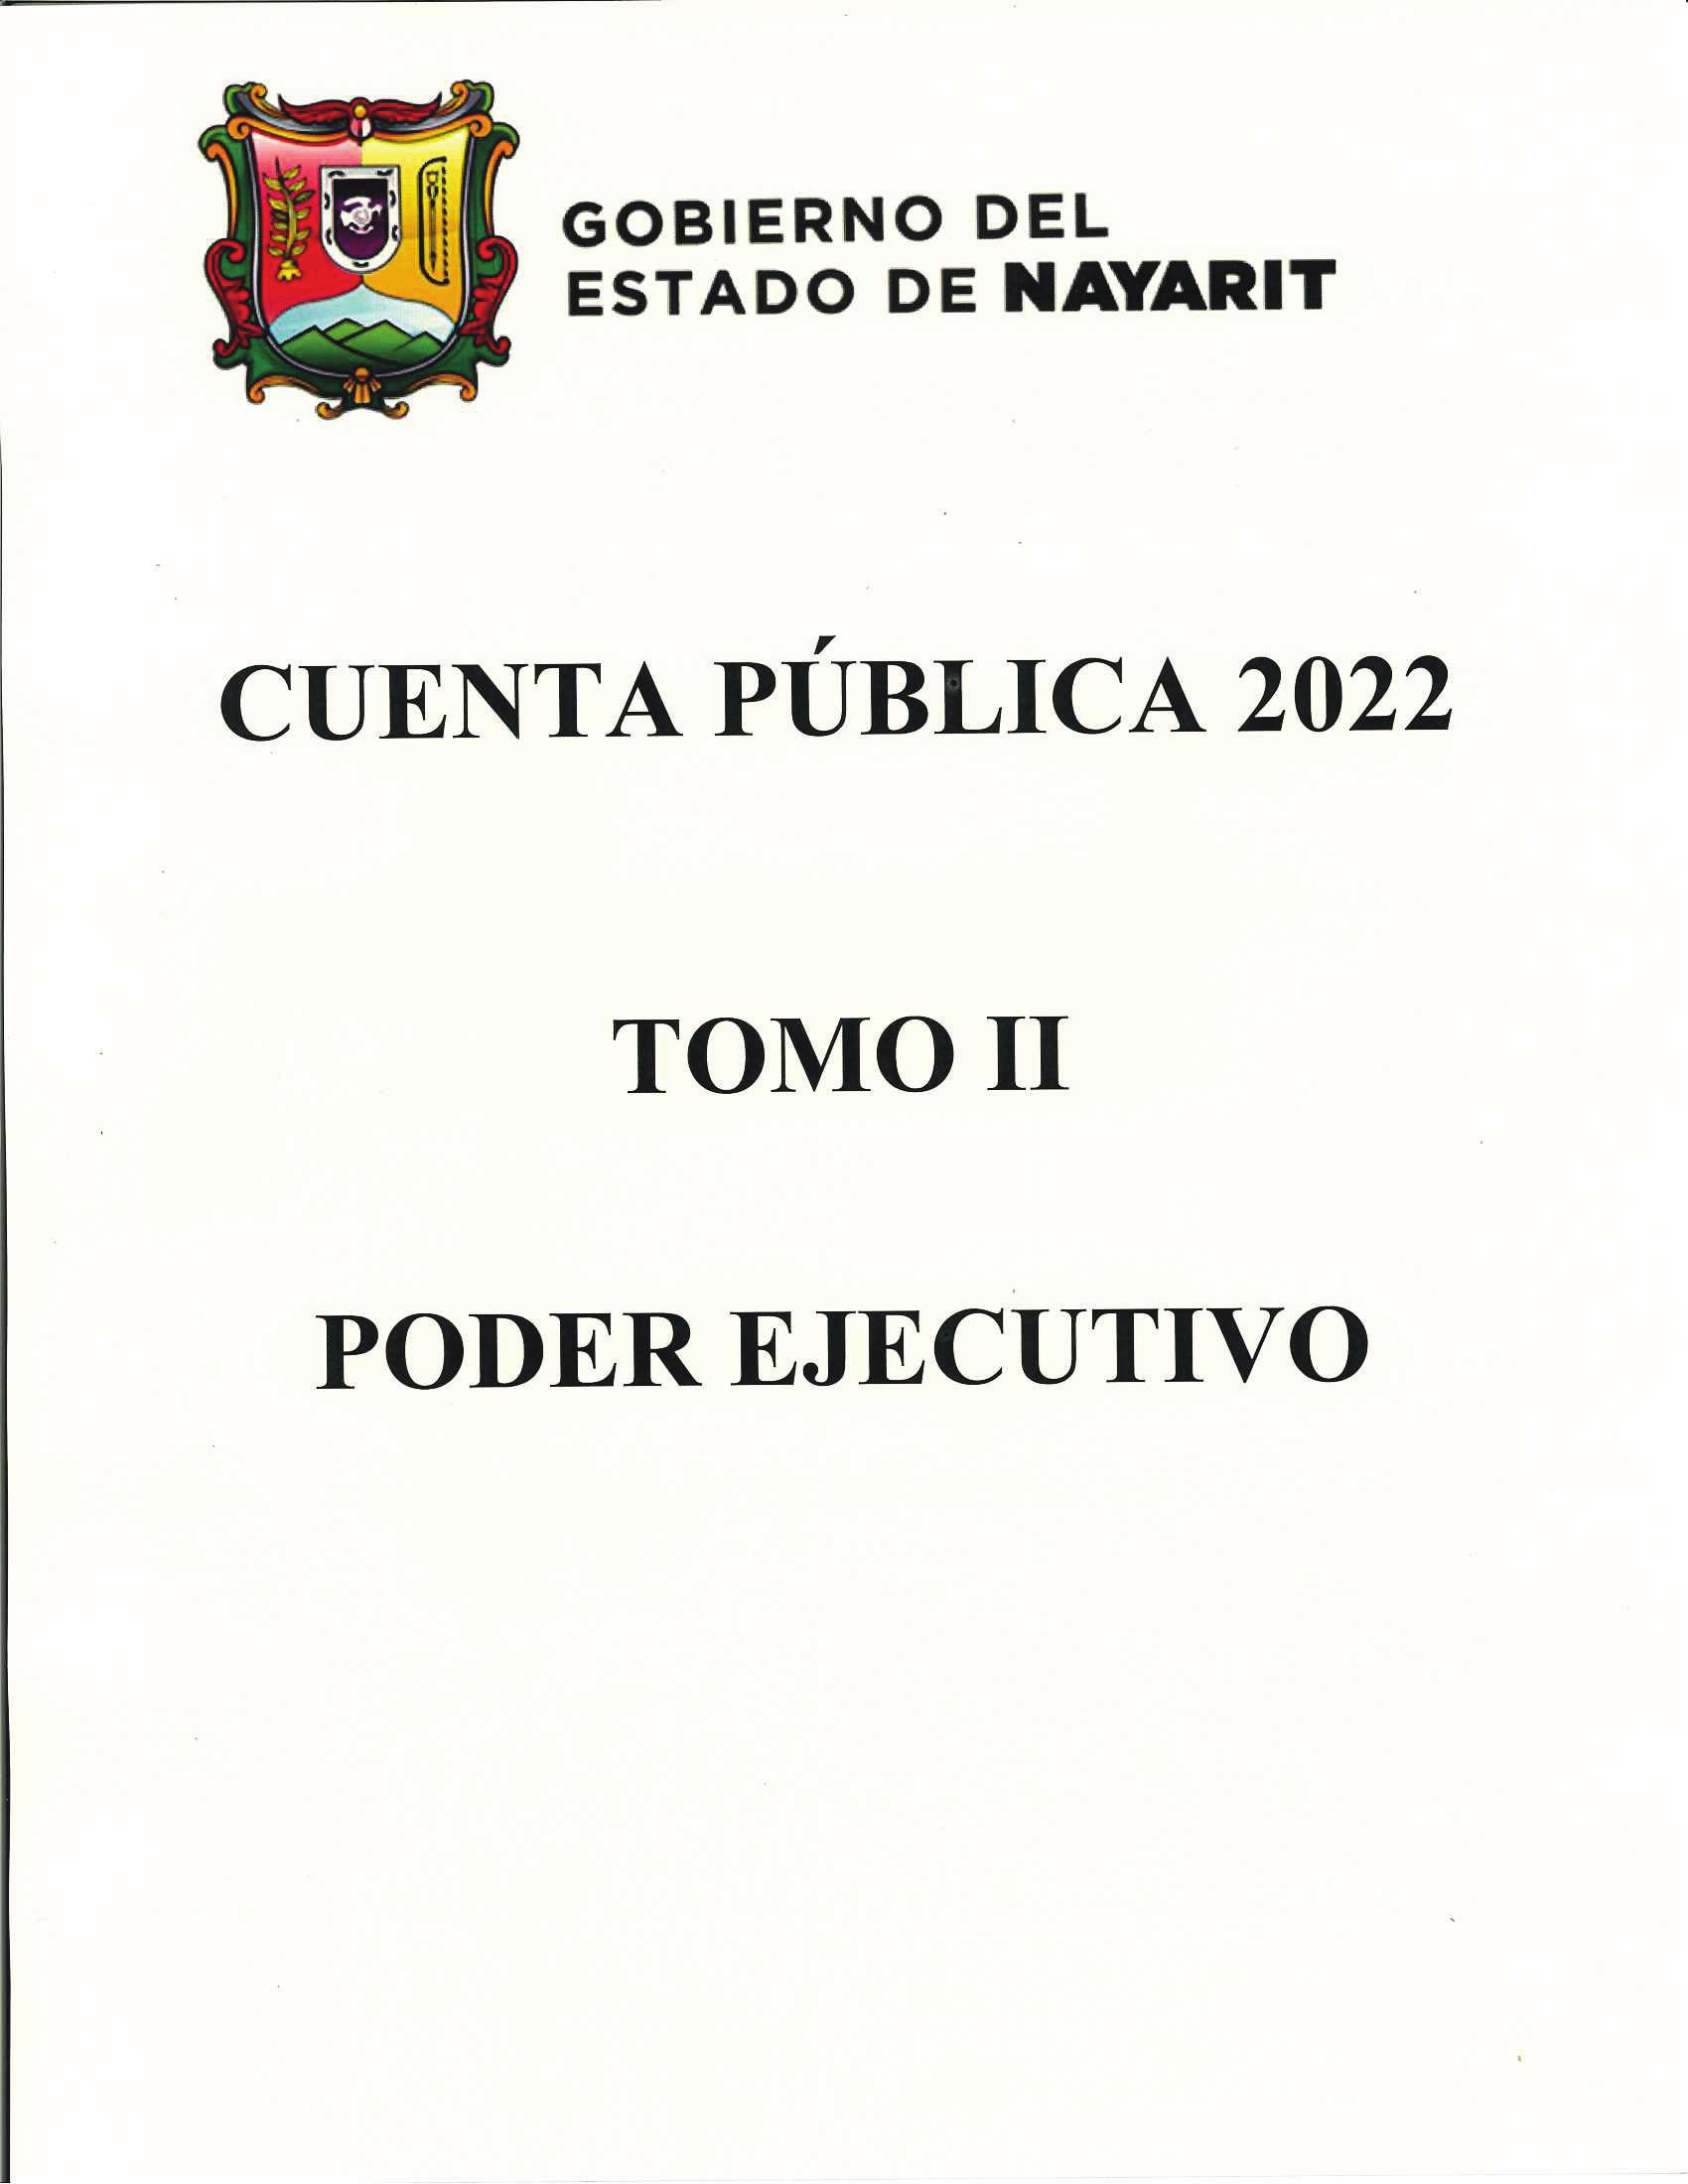 GOBIERNO DEL
ESTADO DE NAYARIT
CUENTA PÚBLICA 2022
TOMO II
PODER EJECUTIVO